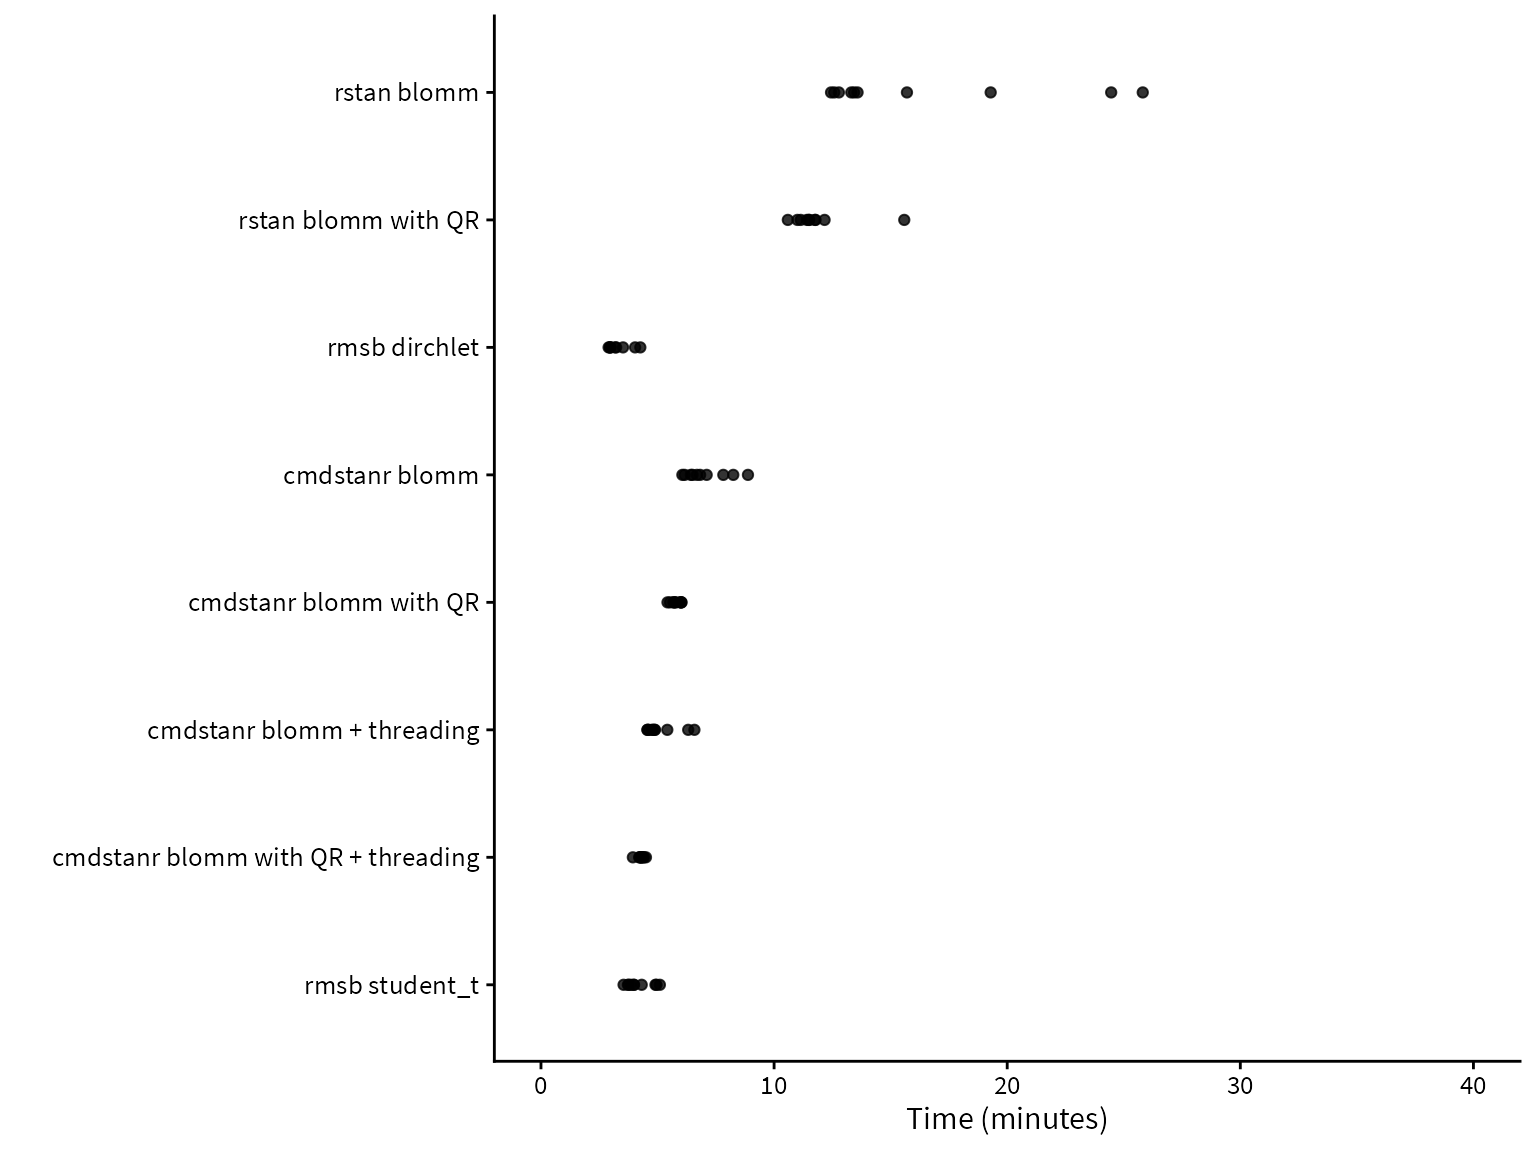 rstan blomm
rstan blomm with QR
rmsb dirchlet
cmdstanr blomm
cmdstanr blomm with QR
cmdstanr blomm + threading
cmdstanr blomm with QR + threading
rmsb student_t
0 10 20 30 40
Time (minutes)